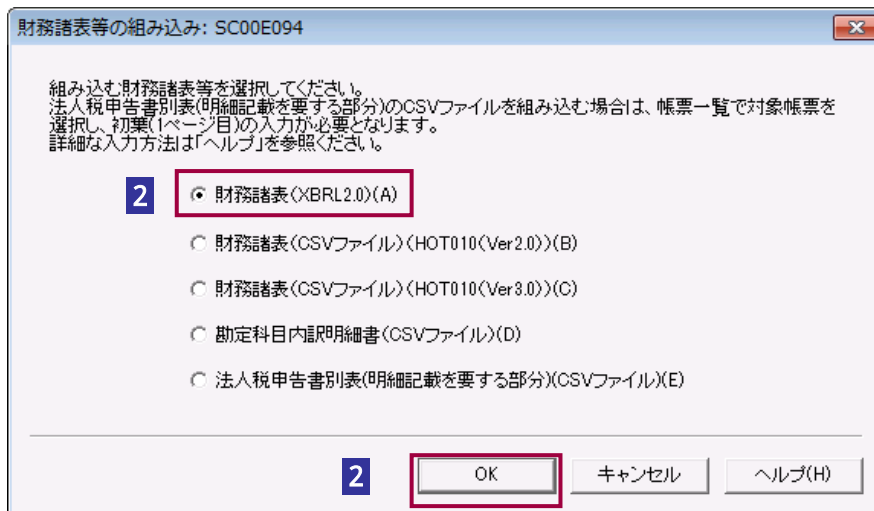 財務諸表等の組み込み: SC00E094
組み込む財務諸表等を選択してください。
法人税申告書別表(明細記載を要する部分)のCSVファイルを組み込む場合は、帳票一覧で対象帳票を
選択し、初葉(1ページ目)の入力が必要となります。
詳細な入力方法は「ヘルプ」を参照ください。
2 財務諸表(XBRL2.0)(A)
財務諸表(CSVファイル)(HOT010(Ver2.0))(B)
財務諸表(CSVファイル)(HOT010(Ver3.0))(C)
勘定科目内訳明細書(CSVファイル)(D)
法人税申告書別表(明細記載を要する部分)(CSVファイル)(E)
2 OK キャンセル ヘルプ(H)